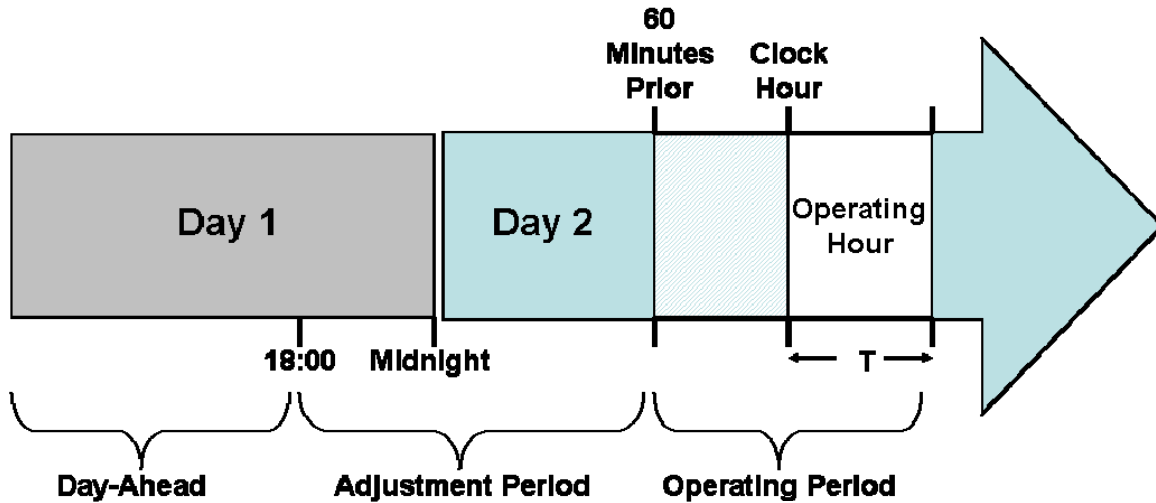 60
Minutes
Prior
Clock
Hour
Day 1
Day 2
Operating
Hour
18:00
Midnight
T
Day-Ahead
Adjustment Period
Operating Period